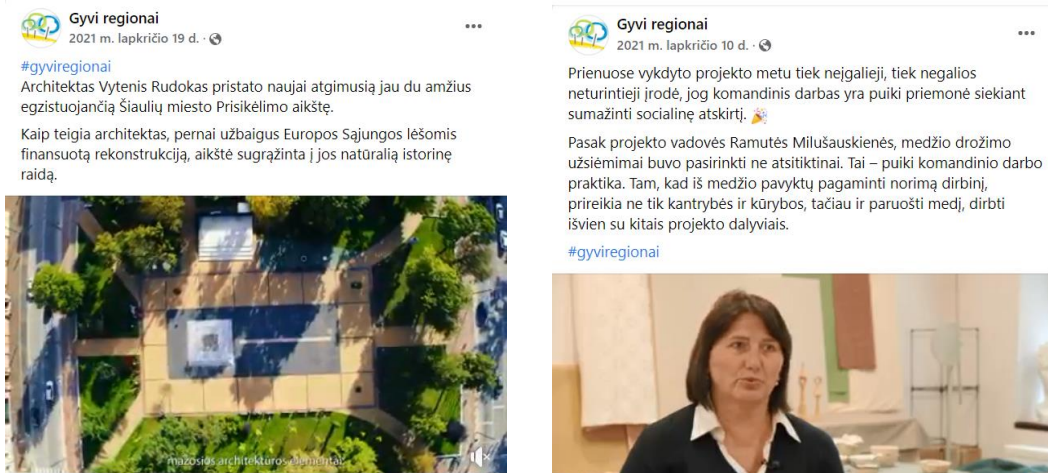 Gyvi regionai
2021 m. lapkričio 19 d.
#gyviregionai
Architektas Vytenis Rudokas pristato naujai atgimusią jau du amžius
egzistuojančią Šiaulių miesto Prisikėlimo aikštę.
Kaip teigia architektas, pernai užbaigus Europos Sąjungos lėšomis
finansuotą rekonstrukciją, aikštė sugrąžinta į jos natūralią istorinę
raidą.
mažosios architektūros elementai
Gyvi regionai
2021 m. lapkričio 10 d.
Prienuose vykdyto projekto metu tiek neįgalieji, tiek negalios
neturintieji įrodė, jog komandinis darbas yra puiki priemonė siekiant
sumažinti socialinę atskirtį. 🎉
Pasak projekto vadovės Ramutės Milušauskienės, medžio drožimo
užsiėmimai buvo pasirinkti ne atsitiktinai. Tai – puiki komandinio darbo
praktika. Tam, kad iš medžio pavyktų pagaminti norimą dirbinį,
prireikia ne tik kantrybės ir kūrybos, tačiau ir paruošti medį, dirbti
išvien su kitais projekto dalyviais.
#gyviregionai